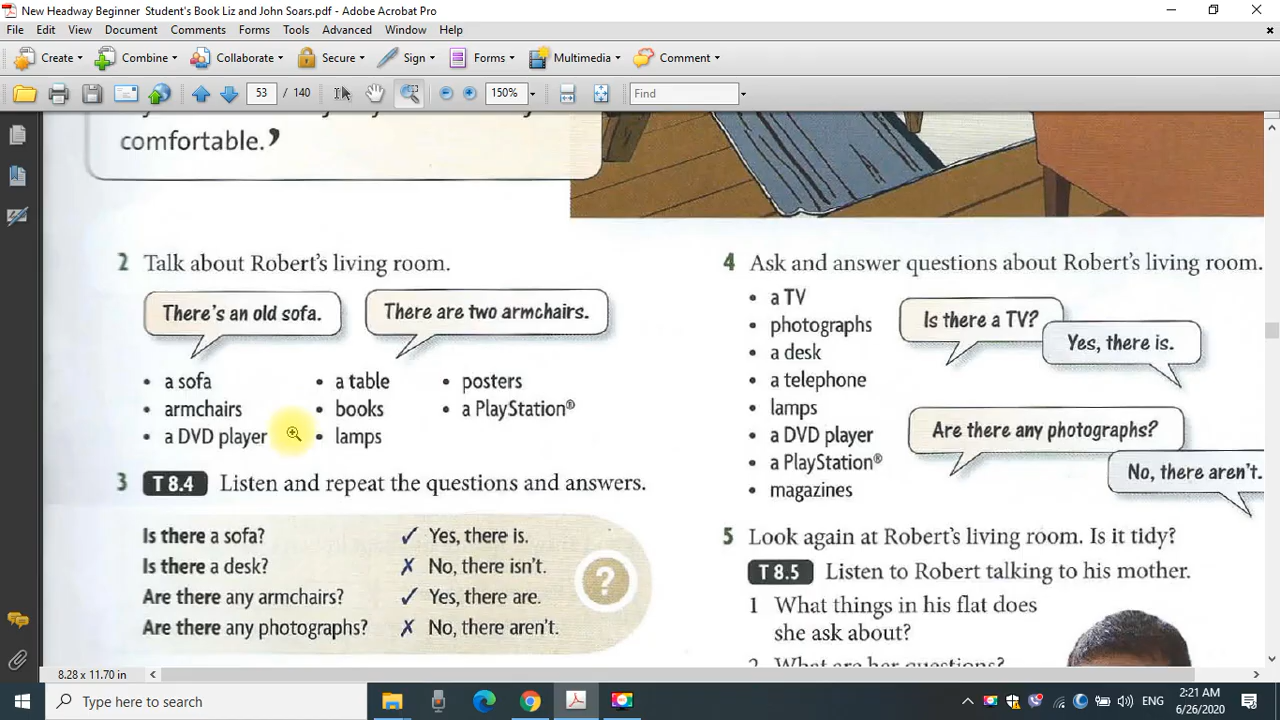 New Headway Beginner Student's Book Liz and John Soars.pdf - Adobe Acrobat Pro
File Edit View Document Comments Forms Tools Advanced Window Help
Create Combine Collaborate Secure Sign Forms Multimedia Comment
53 / 140 150% Find
comfortable.’
2 Talk about Robert's living room.
There's an old sofa. There are two armchairs.
• a sofa • a table • posters
• armchairs • books • a PlayStation®
• a DVD player • lamps
3 T 8.4 Listen and repeat the questions and answers.
Is there a sofa? ✓ Yes, there is.
Is there a desk? ✗ No, there isn't.
Are there any armchairs? ✓ Yes, there are.
Are there any photographs? ✗ No, there aren't.
?
4 Ask and answer questions about Robert's living room.
• a TV
• photographs
• a desk
• a telephone
• lamps
• a DVD player
• a PlayStation®
• magazines
Is there a TV?
Yes, there is.
Are there any photographs?
No, there aren't.
5 Look again at Robert's living room. Is it tidy?
T 8.5 Listen to Robert talking to his mother.
1 What things in his flat does
she ask about?
2 What are her questions?
8.28 x 11.70 in
Type here to search
ENG
2:21 AM
6/26/2020